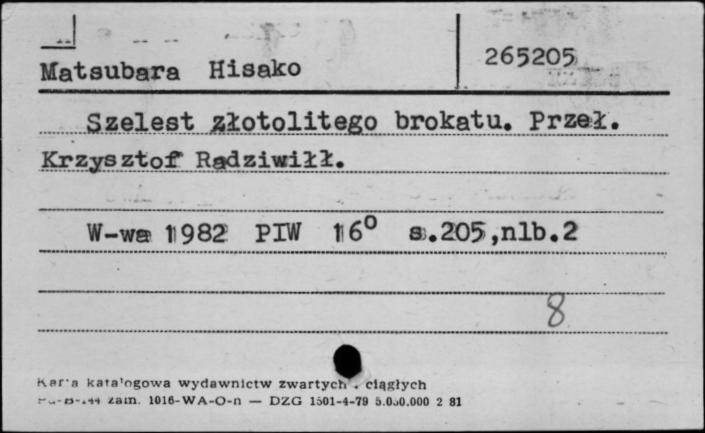 Matsubara Hisako
265205
Szelest złotolitego brokatu. Przeł.
Krzysztof Radziwiłł.
W-wa 1982 PIW 16° s.205,nlb.2
8
Karta katalogowa wydawnictw zwartych i ciągłych
zam. 1016-WA-O-n — DZG 1501-4-79 5.000.000 2 81